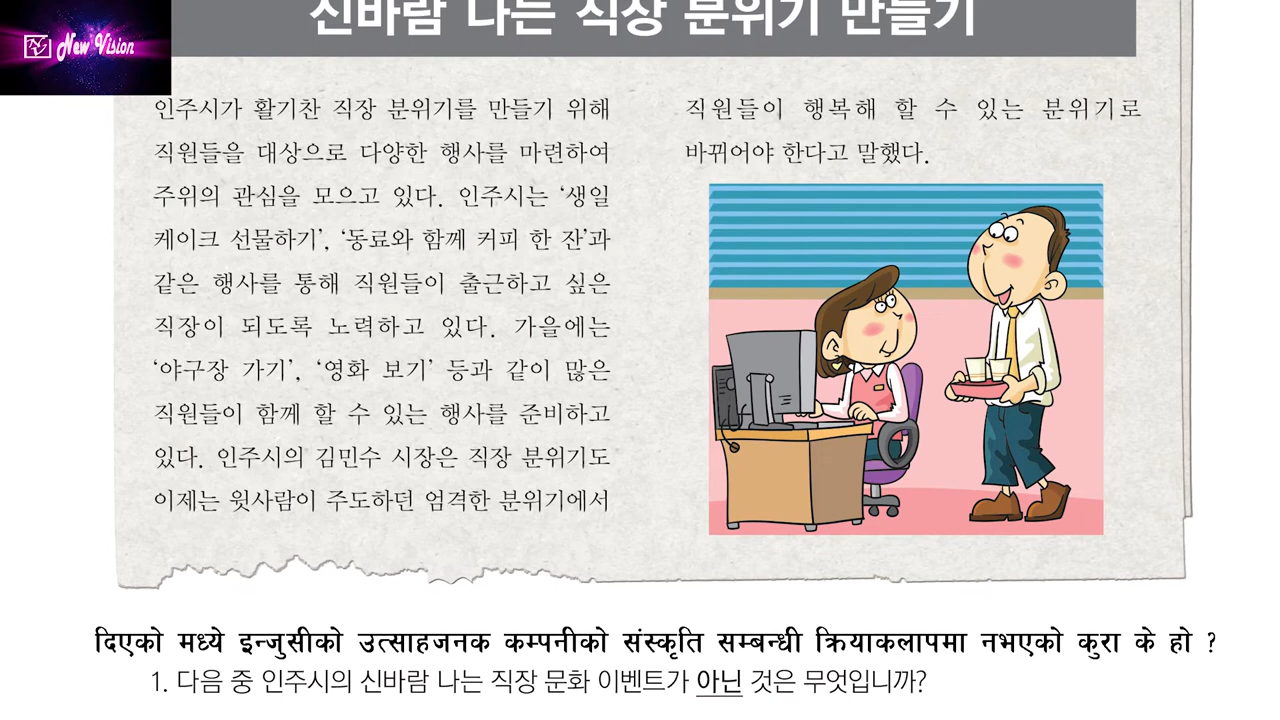 New Vision
신바람 나는 직장 분위기 만들기
인주시가 활기찬 직장 분위기를 만들기 위해
직원들을 대상으로 다양한 행사를 마련하여
주위의 관심을 모으고 있다. 인주시는 ‘생일
케이크 선물하기’, ‘동료와 함께 커피 한 잔’과
같은 행사를 통해 직원들이 출근하고 싶은
직장이 되도록 노력하고 있다. 가을에는
‘야구장 가기’, ‘영화 보기’ 등과 같이 많은
직원들이 함께 할 수 있는 행사를 준비하고
있다. 인주시의 김민수 시장은 직장 분위기도
이제는 윗사람이 주도하던 엄격한 분위기에서
직원들이 행복해 할 수 있는 분위기로
바뀌어야 한다고 말했다.
दिएको मध्ये इन्जुसीको उत्साहजनक कम्पनीको संस्कृति सम्बन्धी क्रियाकलापमा नभएको कुरा के हो ?
1. 다음 중 인주시의 신바람 나는 직장 문화 이벤트가 아닌 것은 무엇입니까?